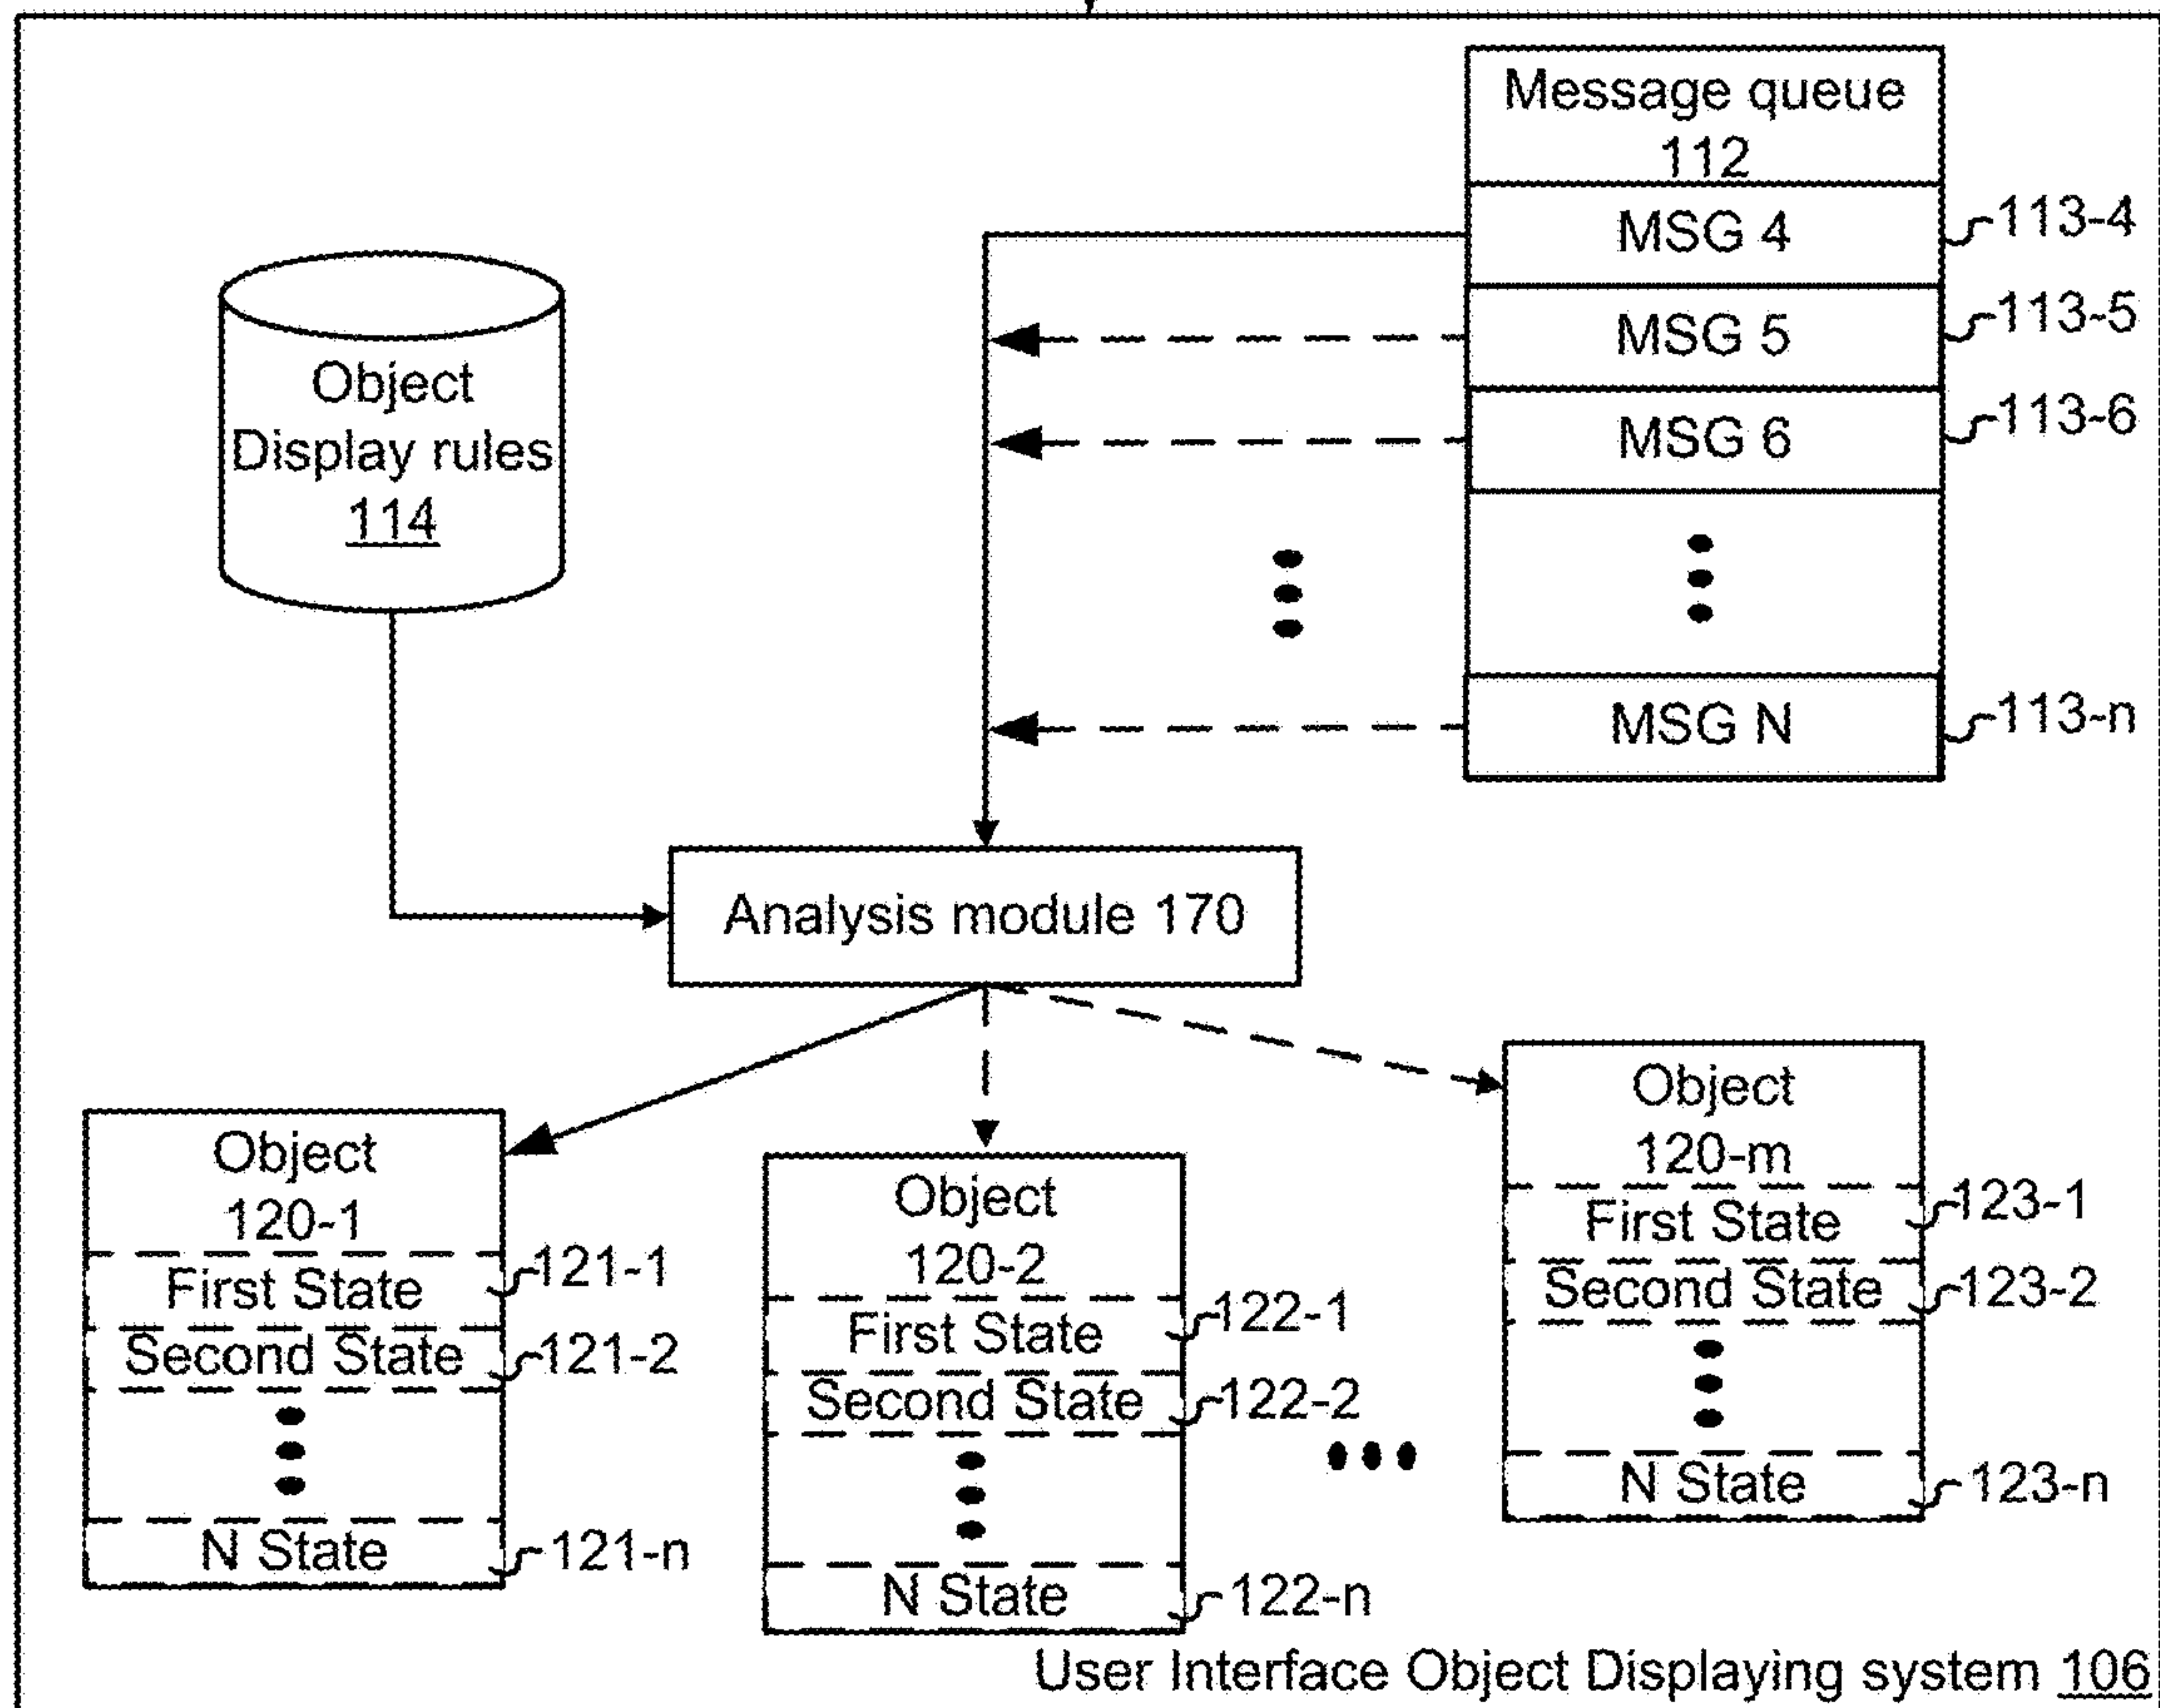 Message queue
112
MSG 4
113-4
MSG 5
113-5
MSG 6
113-6
MSG N
113-n
Object
Display rules
114
Analysis module 170
Object
120-1
First State
121-1
Second State
121-2
N State
121-n
Object
120-2
First State
122-1
Second State
122-2
N State
122-n
Object
120-m
First State
123-1
Second State
123-2
N State
123-n
User Interface Object Displaying system 106